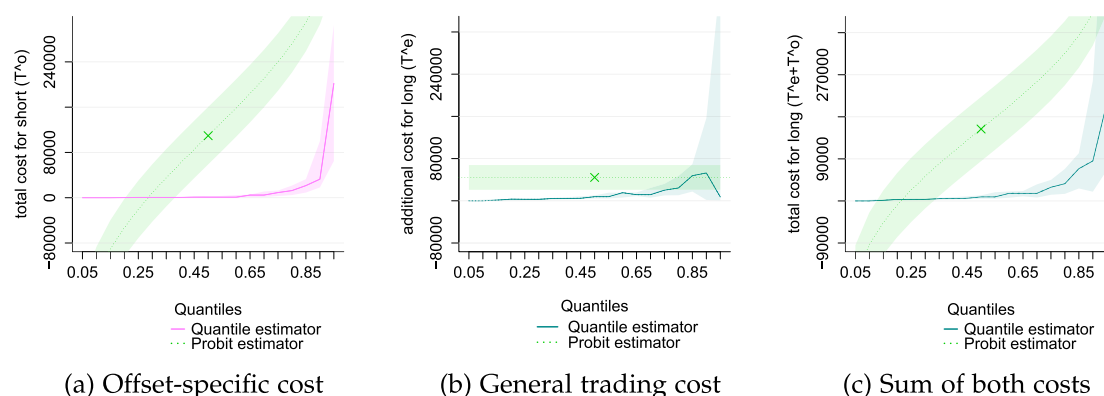 total cost for short (T^o)
240000
80000
0
−80000
0.05 0.25 0.45 0.65 0.85
Quantiles
Quantile estimator
Probit estimator
(a) Offset-specific cost
additional cost for long (T^e)
240000
80000
−80000
0.05 0.25 0.45 0.65 0.85
Quantiles
Quantile estimator
Probit estimator
(b) General trading cost
total cost for long (T^e+T^o)
270000
90000
−90000
0.05 0.25 0.45 0.65 0.85
Quantiles
Quantile estimator
Probit estimator
(c) Sum of both costs